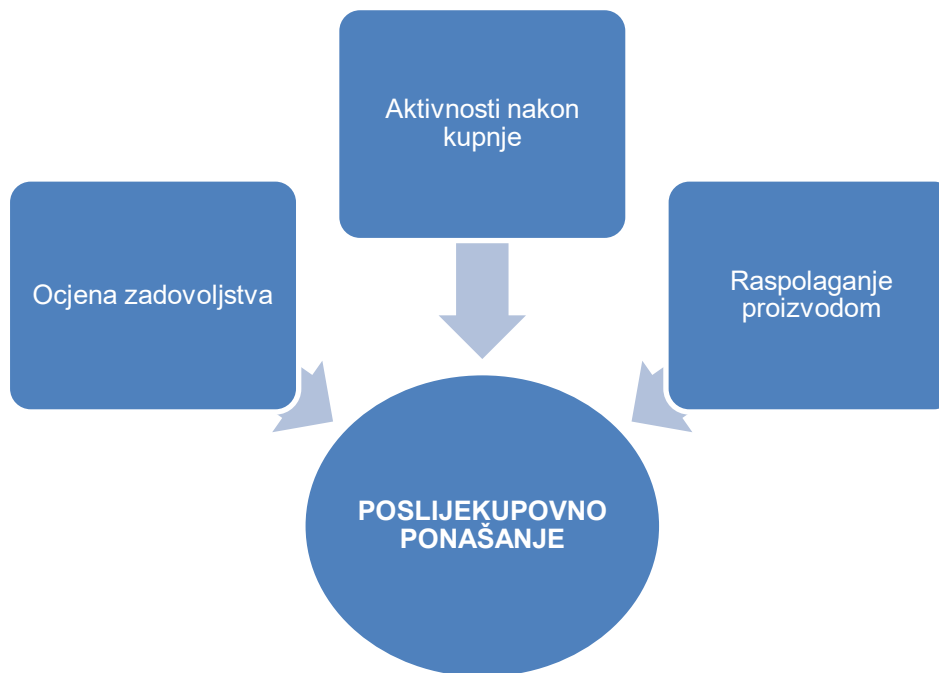 Aktivnosti nakon
kupnje
Ocjena zadovoljstva
Raspolaganje
proizvodom
POSLIJEKUPOVNO
PONAŠANJE